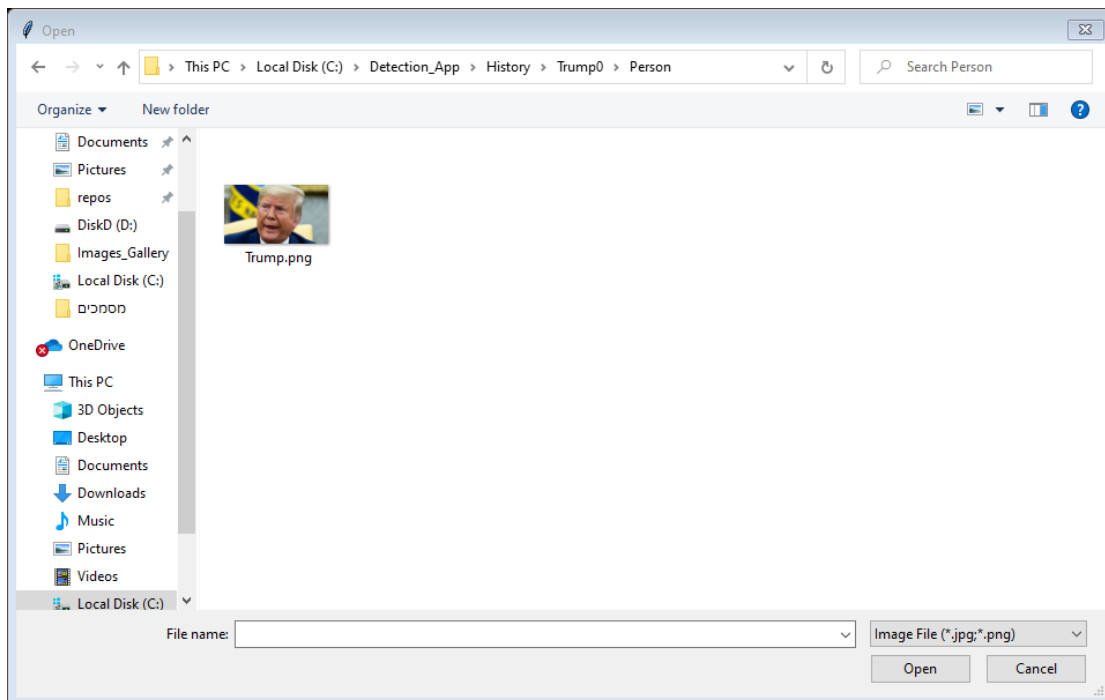 Open
This PC > Local Disk (C:) > Detection_App > History > Trump0 > Person
Search Person
Organize
New folder
Documents
Pictures
repos
DiskD (D:)
Images_Gallery
Local Disk (C:)
מסמכים
OneDrive
This PC
3D Objects
Desktop
Documents
Downloads
Music
Pictures
Videos
Local Disk (C:)
Trump.png
File name:
Image File (*.jpg;*.png)
Open
Cancel